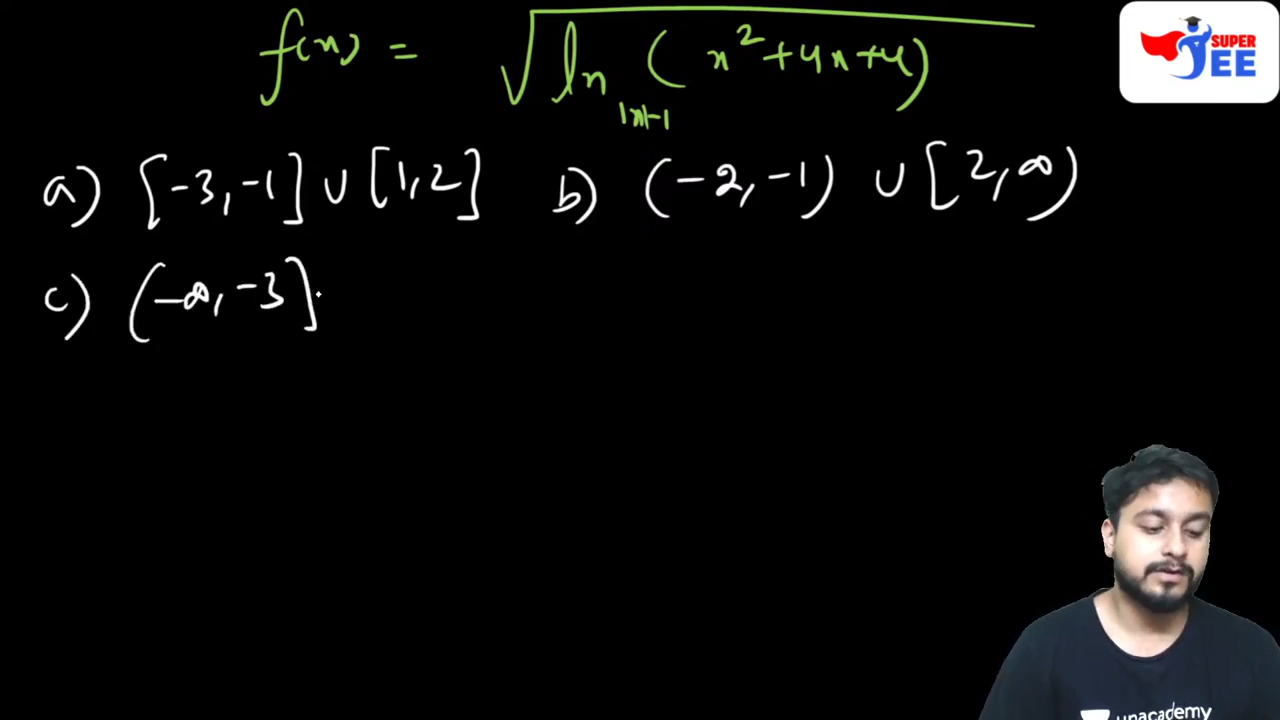 f(x) = √ln_{|x|-1} (x²+4x+4)
SUPER
JEE
a) [-3,-1] ∪ [1,2] b) (-2,-1) ∪ [2,∞)
c) (-∞,-3]
unacademy